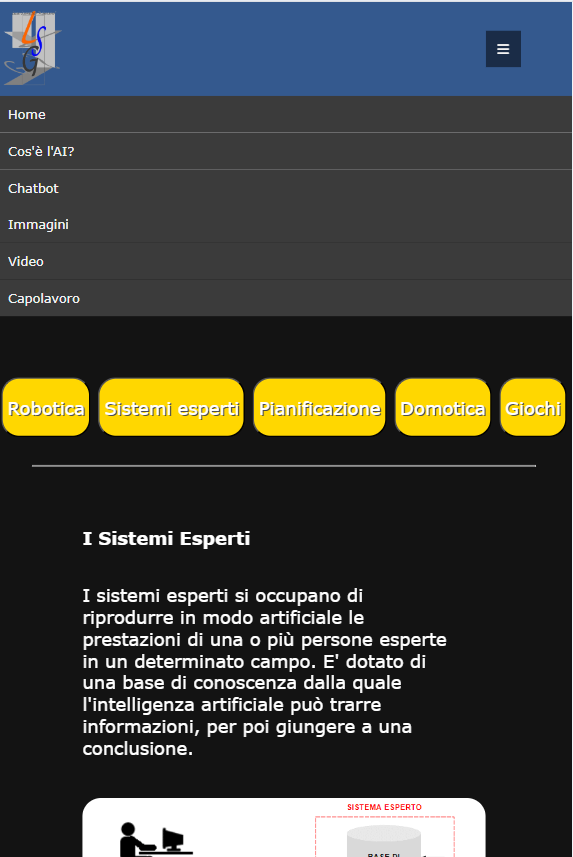 4SG
Home
Cos'è l'AI?
Chatbot
Immagini
Video
Capolavoro
Robotica Sistemi esperti Pianificazione Domotica Giochi
I Sistemi Esperti
I sistemi esperti si occupano di
riprodurre in modo artificiale le
prestazioni di una o più persone esperte
in un determinato campo. E' dotato di
una base di conoscenza dalla quale
l'intelligenza artificiale può trarre
informazioni, per poi giungere a una
conclusione.
SISTEMA ESPERTO
BASE DI